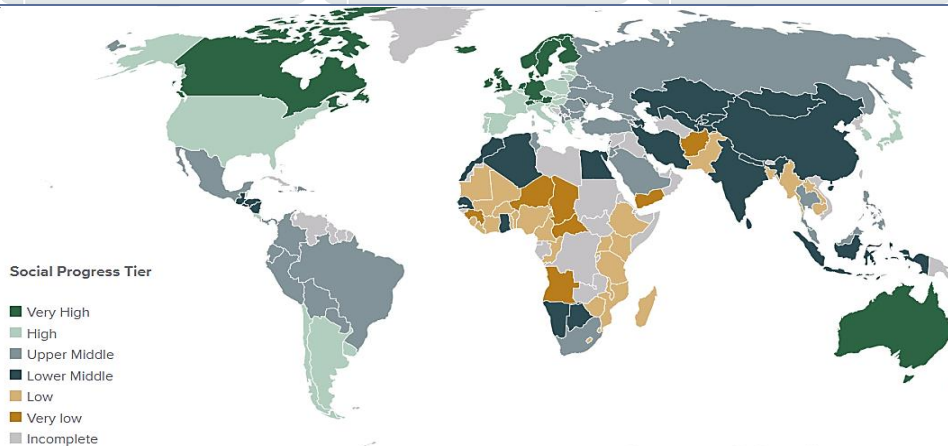 Social Progress Tier
Very High
High
Upper Middle
Lower Middle
Low
Very low
Incomplete